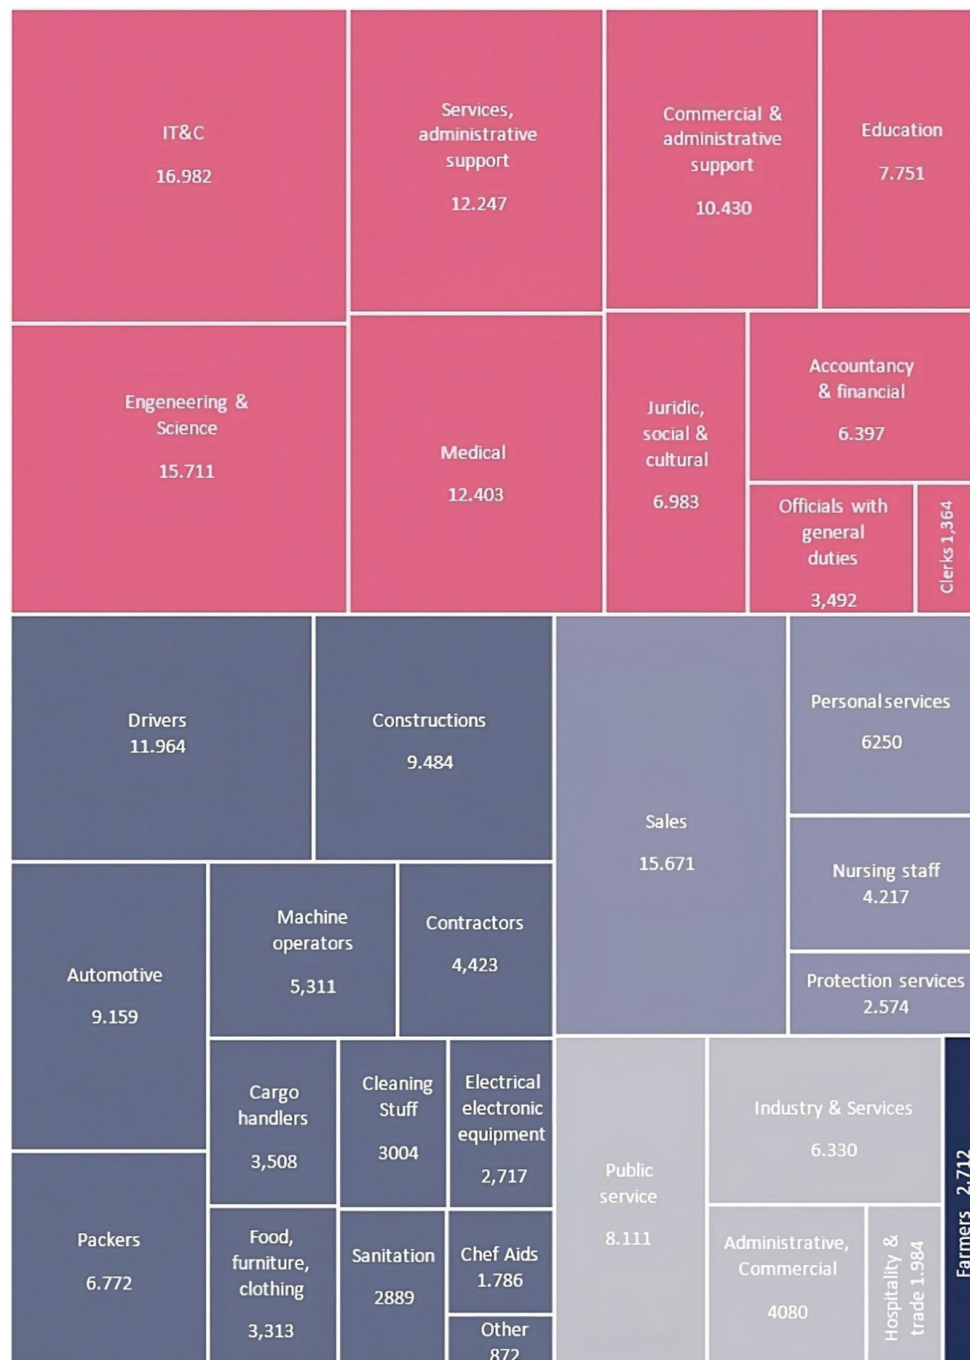 IT&C
16.982
Services,
administrative
support
12.247
Commercial &
administrative
support
10.430
Education
7.751
Engeneering &
Science
15.711
Medical
12.403
Juridic,
social &
cultural
6.983
Accountancy
& financial
6.397
Officials with
general
duties
3,492
Clerks 1,364
Drivers
11.964
Constructions
9.484
Automotive
9.159
Machine
operators
5,311
Contractors
4,423
Packers
6.772
Cargo
handlers
3,508
Cleaning
Stuff
3004
Electrical
electronic
equipment
2,717
Food,
furniture,
clothing
3,313
Sanitation
2889
Chef Aids
1.786
Other
872
Sales
15.671
Personal services
6250
Nursing staff
4.217
Protection services
2.574
Public
service
8.111
Industry & Services
6.330
Administrative,
Commercial
4080
Hospitality &
trade 1.984
Farmers 2,712